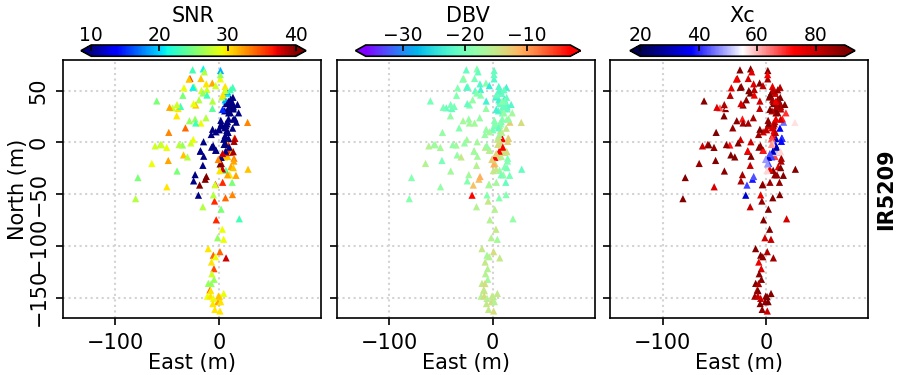 SNR
DBV
Xc
10 20 30 40
−30 −20 −10
20 40 60 80
North (m)
50
0
−50
−100
−150
−100 0
−100 0
−100 0
East (m)
East (m)
East (m)
IR5209